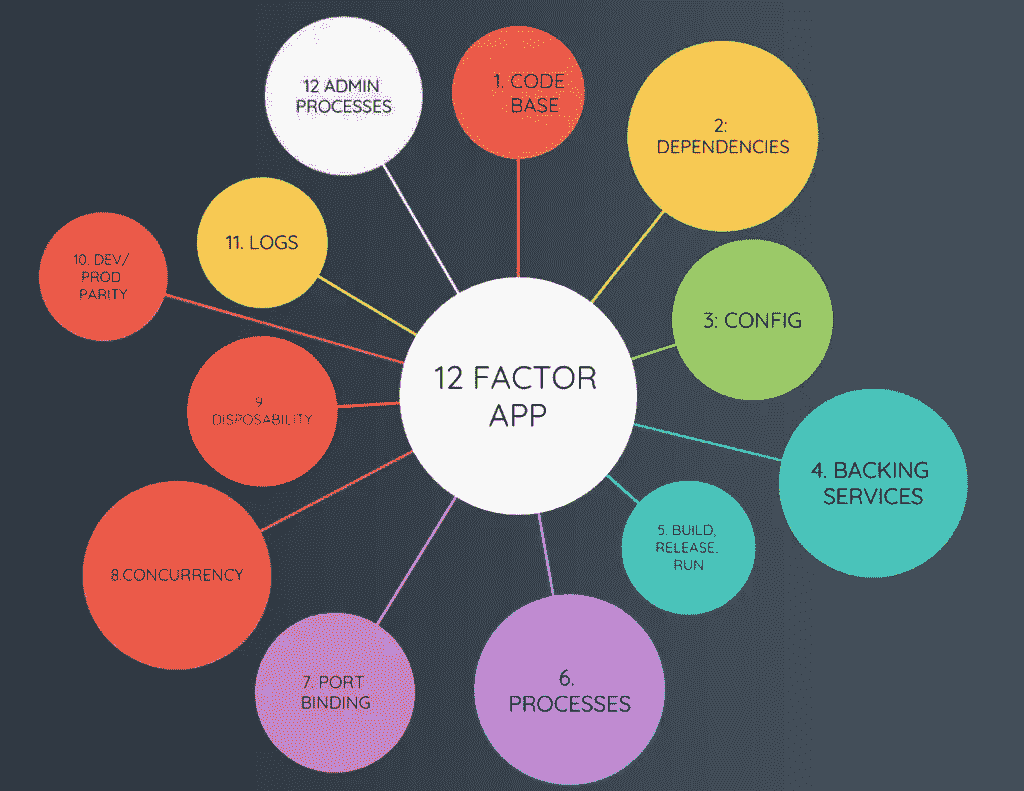 12 FACTOR
APP
1. CODE
BASE
2:
DEPENDENCIES
3: CONFIG
4. BACKING
SERVICES
5. BUILD,
RELEASE,
RUN
6.
PROCESSES
7. PORT
BINDING
8.CONCURRENCY
9
DISPOSABILITY
10. DEV/
PROD
PARITY
11. LOGS
12 ADMIN
PROCESSES